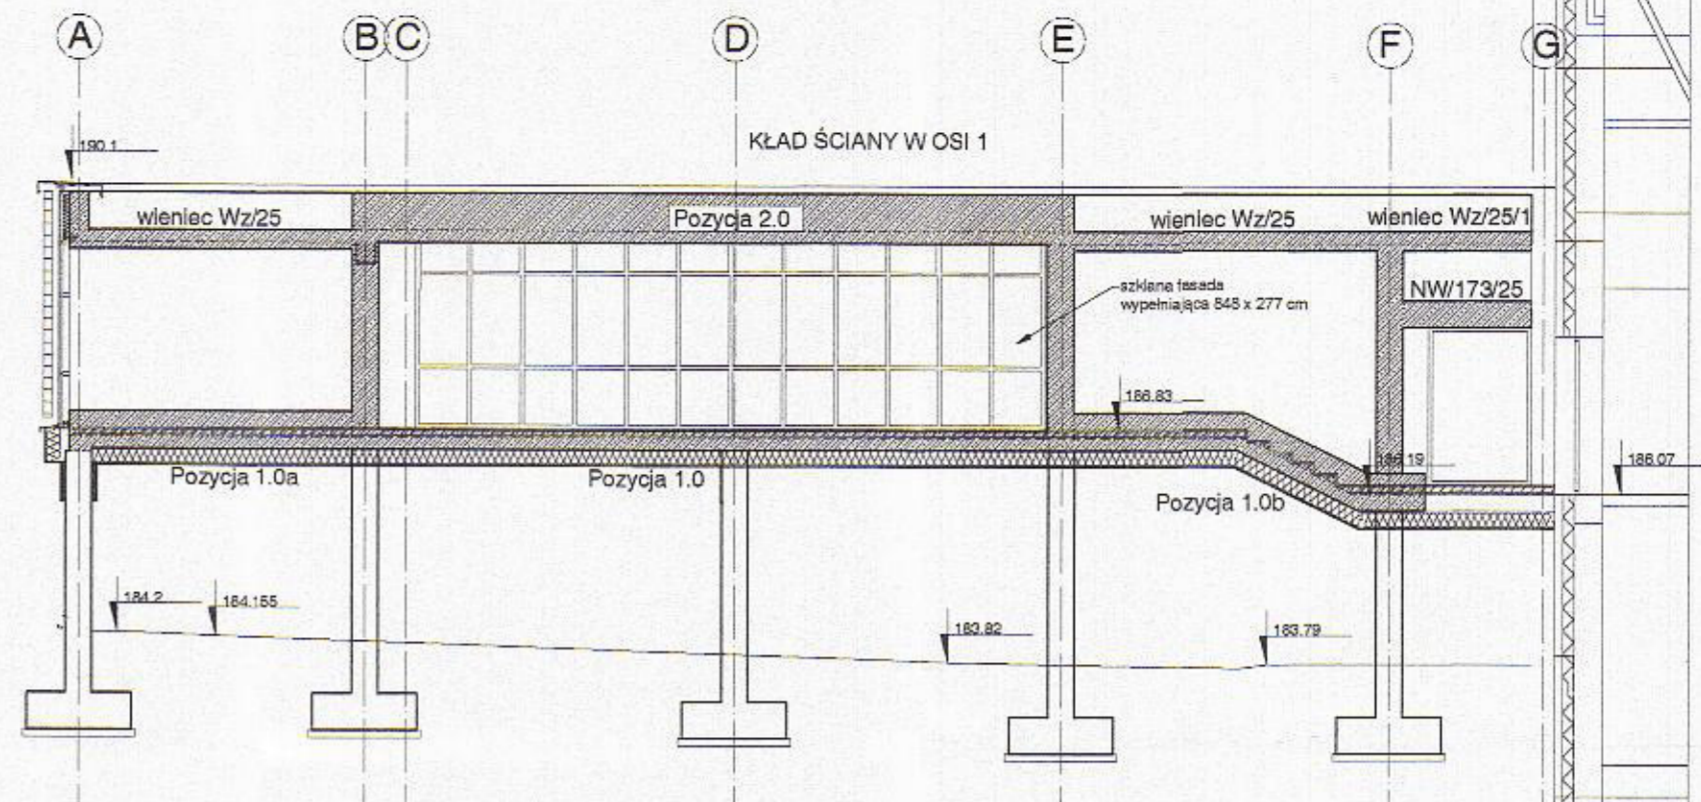 A B C D E F G
KŁAD ŚCIANY W OSI 1
190.1
wieniec Wz/25
Pozycja 2.0
wieniec Wz/25
wieniec Wz/25/1
szklana fasada
wypełniająca 848 x 277 cm
NW/173/25
186.83
186.19
186.07
Pozycja 1.0a
Pozycja 1.0
Pozycja 1.0b
184.2
184.155
183.82
183.79